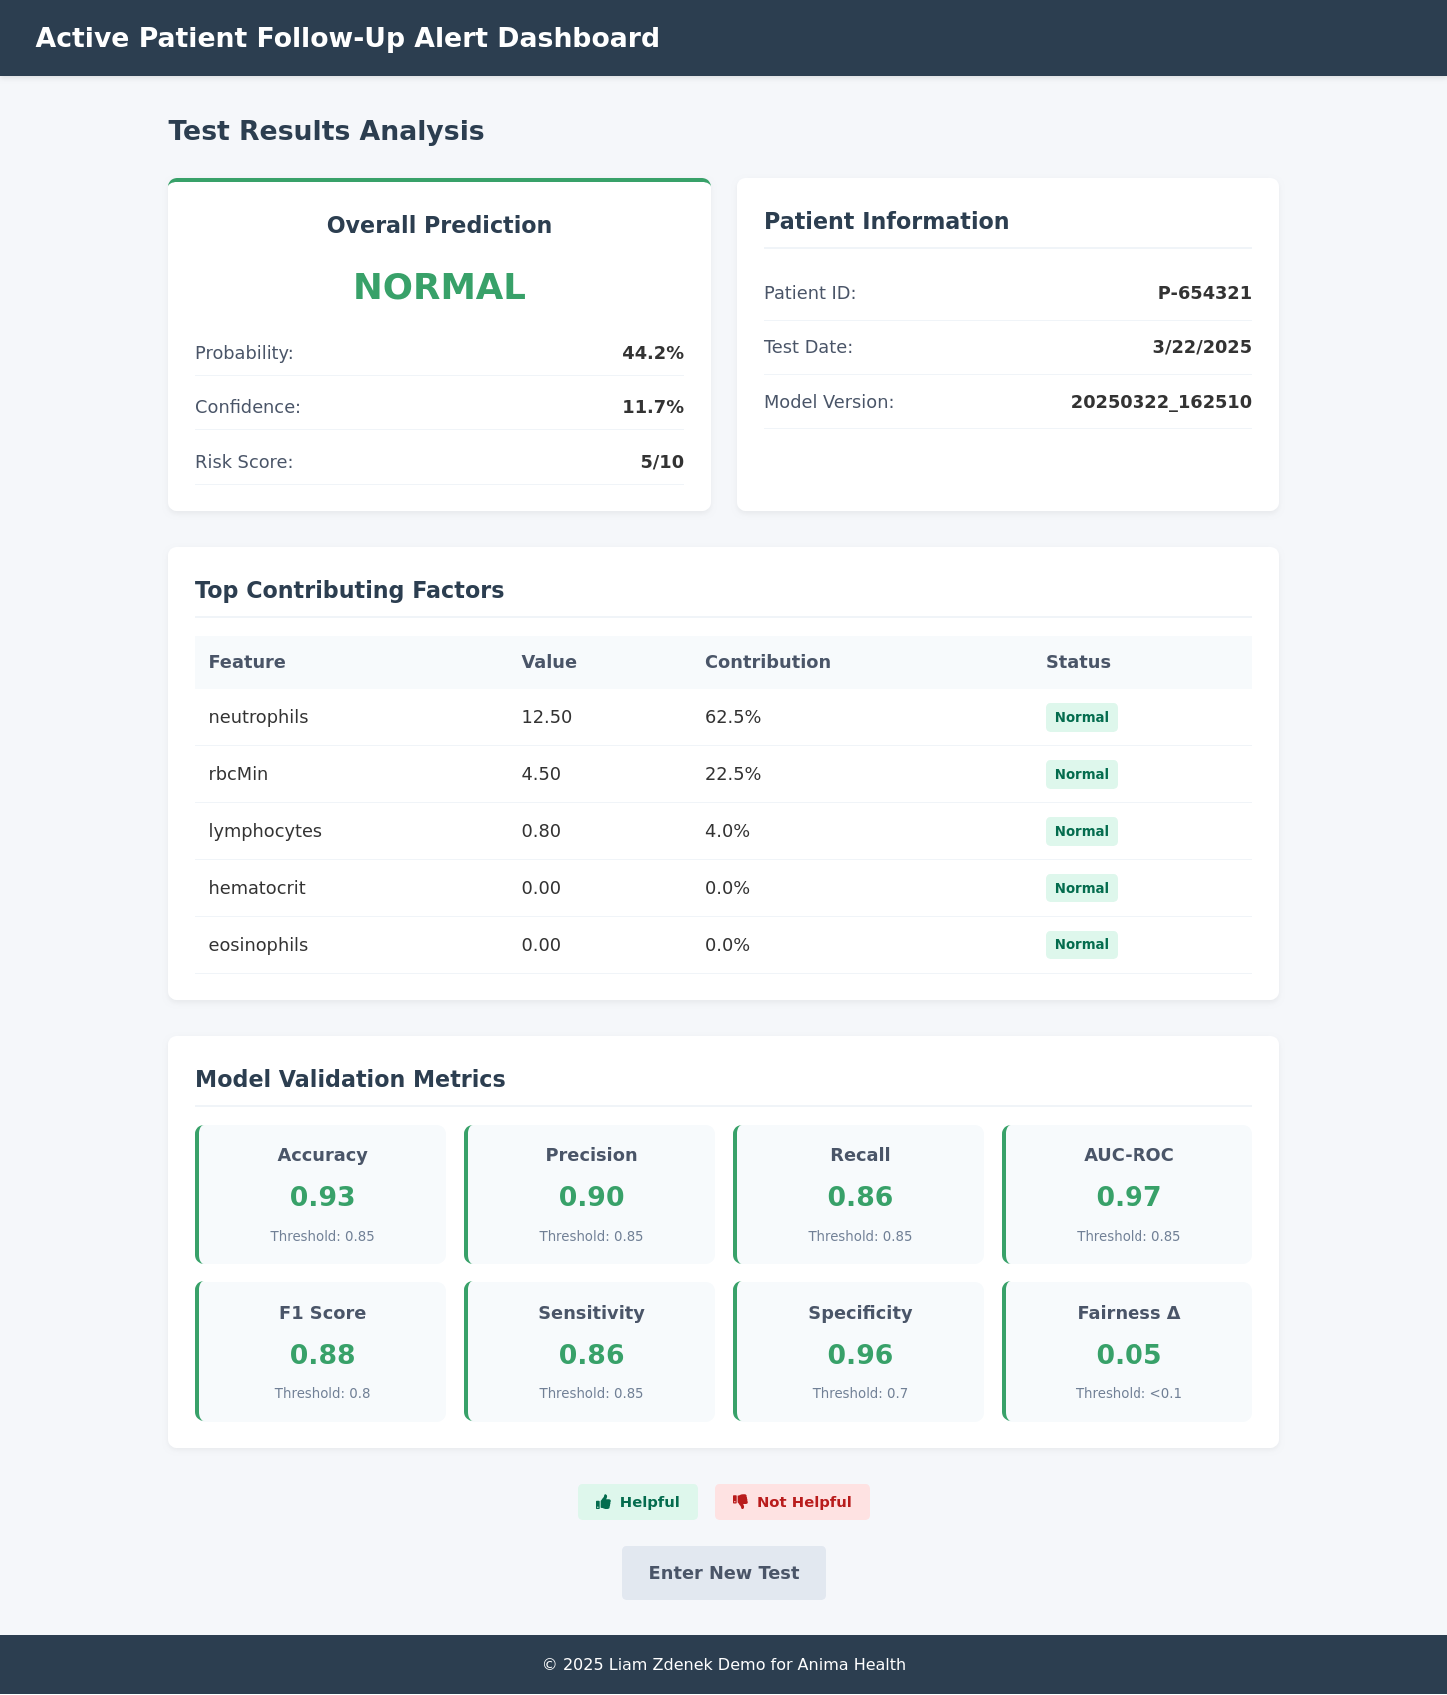 Active Patient Follow-Up Alert Dashboard
Test Results Analysis
Overall Prediction
NORMAL
Probability: 44.2%
Confidence: 11.7%
Risk Score: 5/10
Patient Information
Patient ID: P-654321
Test Date: 3/22/2025
Model Version: 20250322_162510
Top Contributing Factors
Feature Value Contribution Status
neutrophils 12.50 62.5% Normal
rbcMin 4.50 22.5% Normal
lymphocytes 0.80 4.0% Normal
hematocrit 0.00 0.0% Normal
eosinophils 0.00 0.0% Normal
Model Validation Metrics
Accuracy
0.93
Threshold: 0.85
Precision
0.90
Threshold: 0.85
Recall
0.86
Threshold: 0.85
AUC-ROC
0.97
Threshold: 0.85
F1 Score
0.88
Threshold: 0.8
Sensitivity
0.86
Threshold: 0.85
Specificity
0.96
Threshold: 0.7
Fairness Δ
0.05
Threshold: <0.1
Helpful
Not Helpful
Enter New Test
© 2025 Liam Zdenek Demo for Anima Health